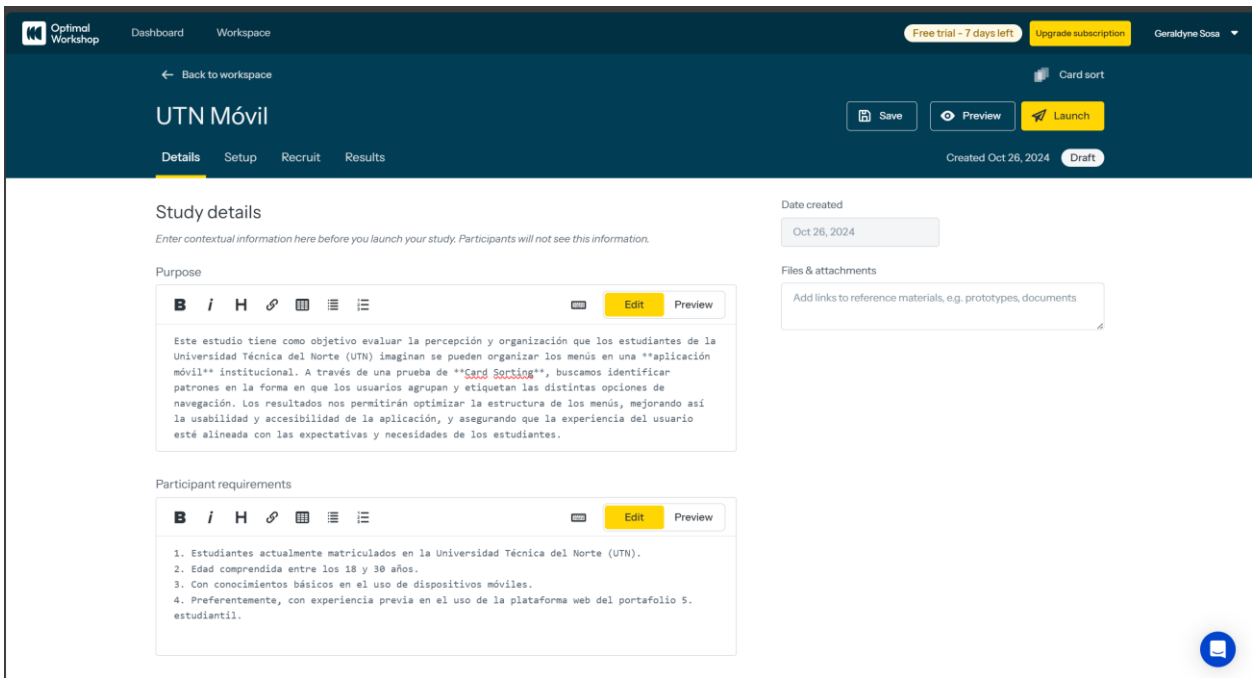 Optimal
Workshop
Dashboard
Workspace
Free trial - 7 days left
Upgrade subscription
Geraldyne Sosa
Back to workspace
Card sort
UTN Móvil
Save
Preview
Launch
Details
Setup
Recruit
Results
Created Oct 26, 2024
Draft
Study details
Enter contextual information here before you launch your study. Participants will not see this information.
Purpose
B i H
Edit
Preview
Este estudio tiene como objetivo evaluar la percepción y organización que los estudiantes de la
Universidad Técnica del Norte (UTN) imaginan se pueden organizar los menús en una **aplicación
móvil** institucional. A través de una prueba de **Card Sorting**, buscamos identificar
patrones en la forma en que los usuarios agrupan y etiquetan las distintas opciones de
navegación. Los resultados nos permitirán optimizar la estructura de los menús, mejorando así
la usabilidad y accesibilidad de la aplicación, y asegurando que la experiencia del usuario
esté alineada con las expectativas y necesidades de los estudiantes.
Participant requirements
B i H
Edit
Preview
1. Estudiantes actualmente matriculados en la Universidad Técnica del Norte (UTN).
2. Edad comprendida entre los 18 y 30 años.
3. Con conocimientos básicos en el uso de dispositivos móviles.
4. Preferentemente, con experiencia previa en el uso de la plataforma web del portafolio 5.
estudiantil.
Date created
Oct 26, 2024
Files & attachments
Add links to reference materials, e.g. prototypes, documents